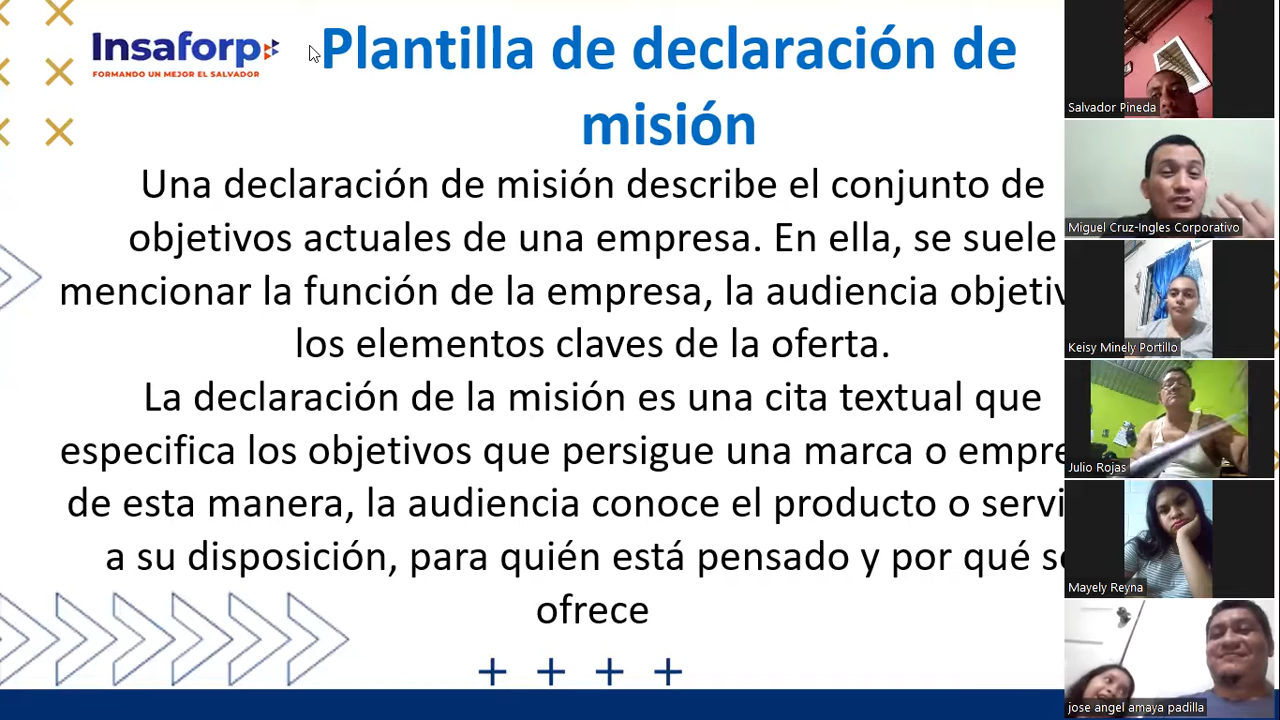 Insaforp
FORMANDO UN MEJOR EL SALVADOR
Plantilla de declaración de
misión
Una declaración de misión describe el conjunto de
objetivos actuales de una empresa. En ella, se suele
mencionar la función de la empresa, la audiencia
los elementos claves de la oferta.
La declaración de la misión es una cita textual que
especifica los objetivos que persigue una marca o
de esta manera, la audiencia conoce el producto o
a su disposición, para quién está pensado y por qué
ofrece
Salvador Pineda
Miguel Cruz-Ingles Corporativo
Keisy Minely Portillo
Julio Rojas
Mayely Reyna
jose angel amaya padilla